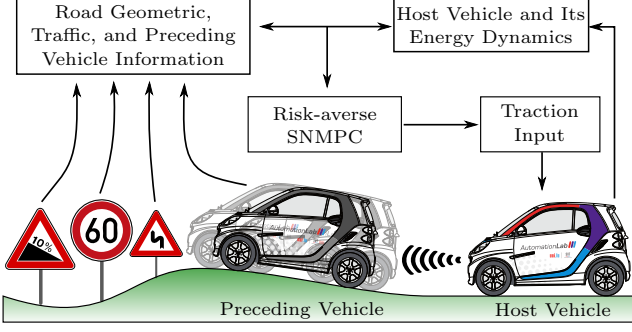 Road Geometric,
Traffic, and Preceding
Vehicle Information
Host Vehicle and Its
Energy Dynamics
Risk-averse
SNMPC
Traction
Input
10%
60
AutomationLab
AutomationLab
Preceding Vehicle
Host Vehicle